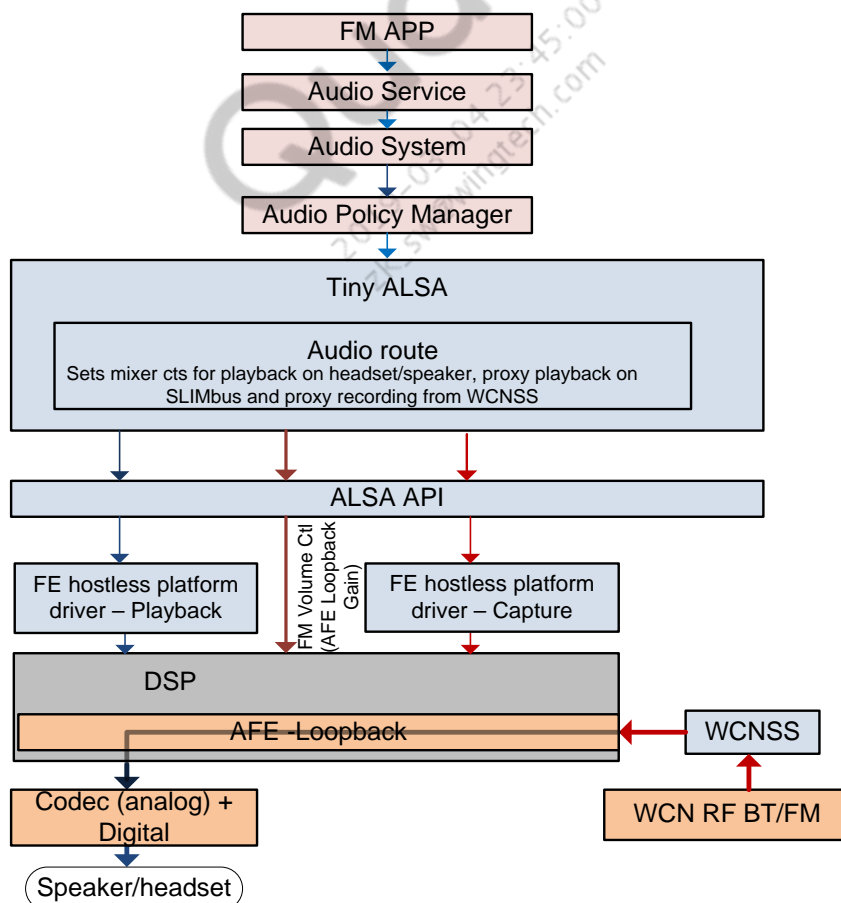 FM APP
Audio Service
Audio System
Audio Policy Manager
Tiny ALSA
Audio route
Sets mixer cts for playback on headset/speaker, proxy playback on
SLIMbus and proxy recording from WCNSS
ALSA API
FE hostless platform
driver – Playback
FM Volume Ctl
(AFE Loopback
Gain)
FE hostless platform
driver – Capture
DSP
AFE -Loopback
WCNSS
Codec (analog) +
Digital
WCN RF BT/FM
Speaker/headset